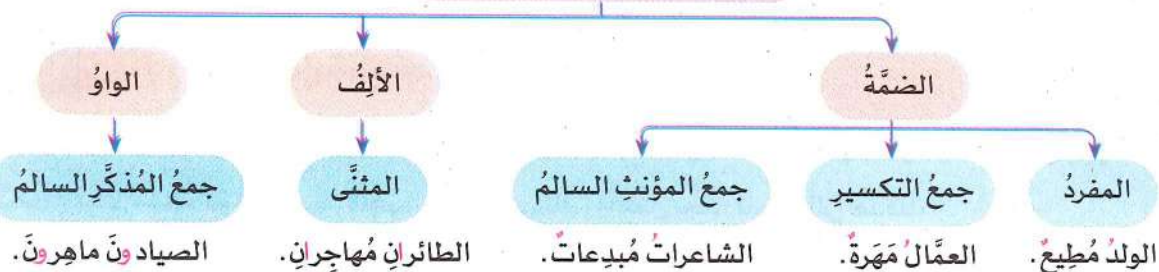 الضمَّةُ الألِفُ الواوُ
المفردُ جمعُ التكسيرِ جمعُ المؤنثِ السالمُ المثنَّى جمعُ المُذكَّرِ السالمُ
الولدُ مُطِيعٌ. العمَّالُ مَهَرَةٌ. الشاعراتُ مُبدِعاتٌ. الطائرانِ مُهاجِرانِ. الصيادونَ ماهِرونَ.